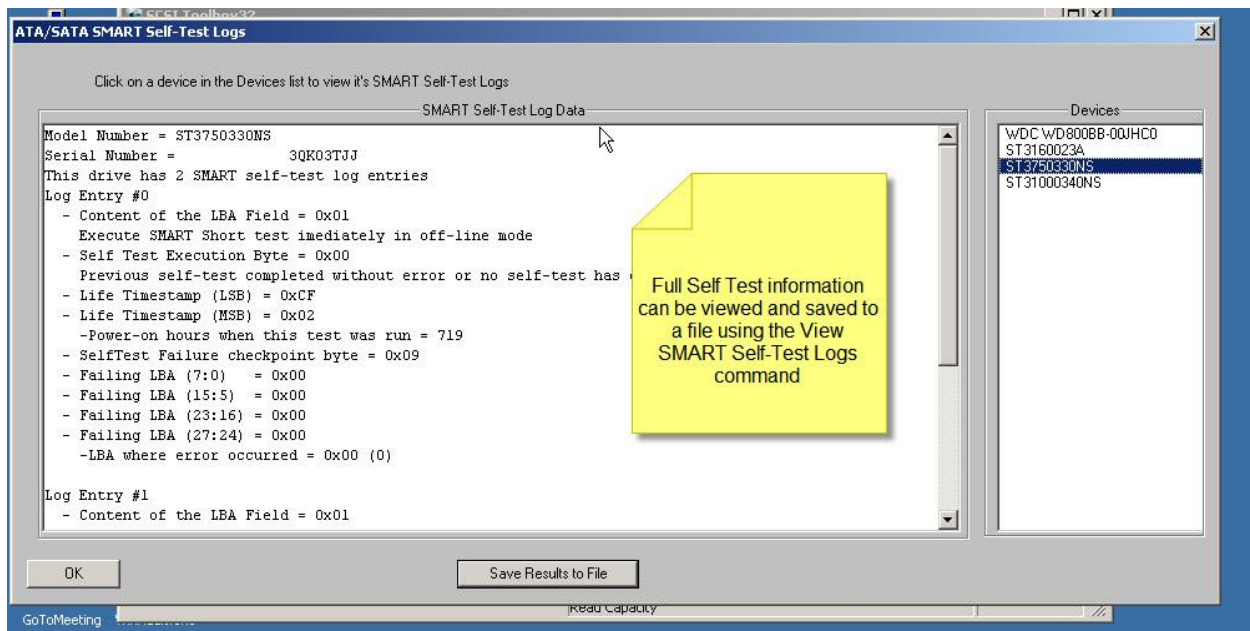 SCSI Toolbox32
ATA/SATA SMART Self-Test Logs
Click on a device in the Devices list to view it's SMART Self-Test Logs
SMART Self-Test Log Data
Model Number = ST3750330NS
Serial Number = 3QK03TJJ
This drive has 2 SMART self-test log entries
Log Entry #0
- Content of the LBA Field = 0x01
Execute SMART Short test imediately in off-line mode
- Self Test Execution Byte = 0x00
Previous self-test completed without error or no self-test has
- Life Timestamp (LSB) = 0xCF
- Life Timestamp (MSB) = 0x02
-Power-on hours when this test was run = 719
- SelfTest Failure checkpoint byte = 0x09
- Failing LBA (7:0) = 0x00
- Failing LBA (15:5) = 0x00
- Failing LBA (23:16) = 0x00
- Failing LBA (27:24) = 0x00
-LBA where error occurred = 0x00 (0)
Log Entry #1
- Content of the LBA Field = 0x01
Full Self Test information
can be viewed and saved to
a file using the View
SMART Self-Test Logs
command
Devices
WDC WD800BB-00JHC0
ST3160023A
ST3750330NS
ST31000340NS
OK
Save Results to File
Read Capacity
GoToMeeting